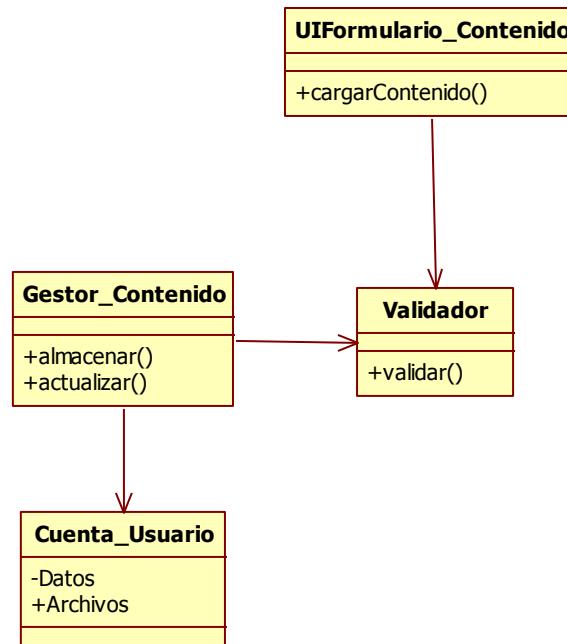 UIFormulario_Contenido
+cargarContenido()
Gestor_Contenido
+almacenar()
+actualizar()
Validador
+validar()
Cuenta_Usuario
-Datos
+Archivos